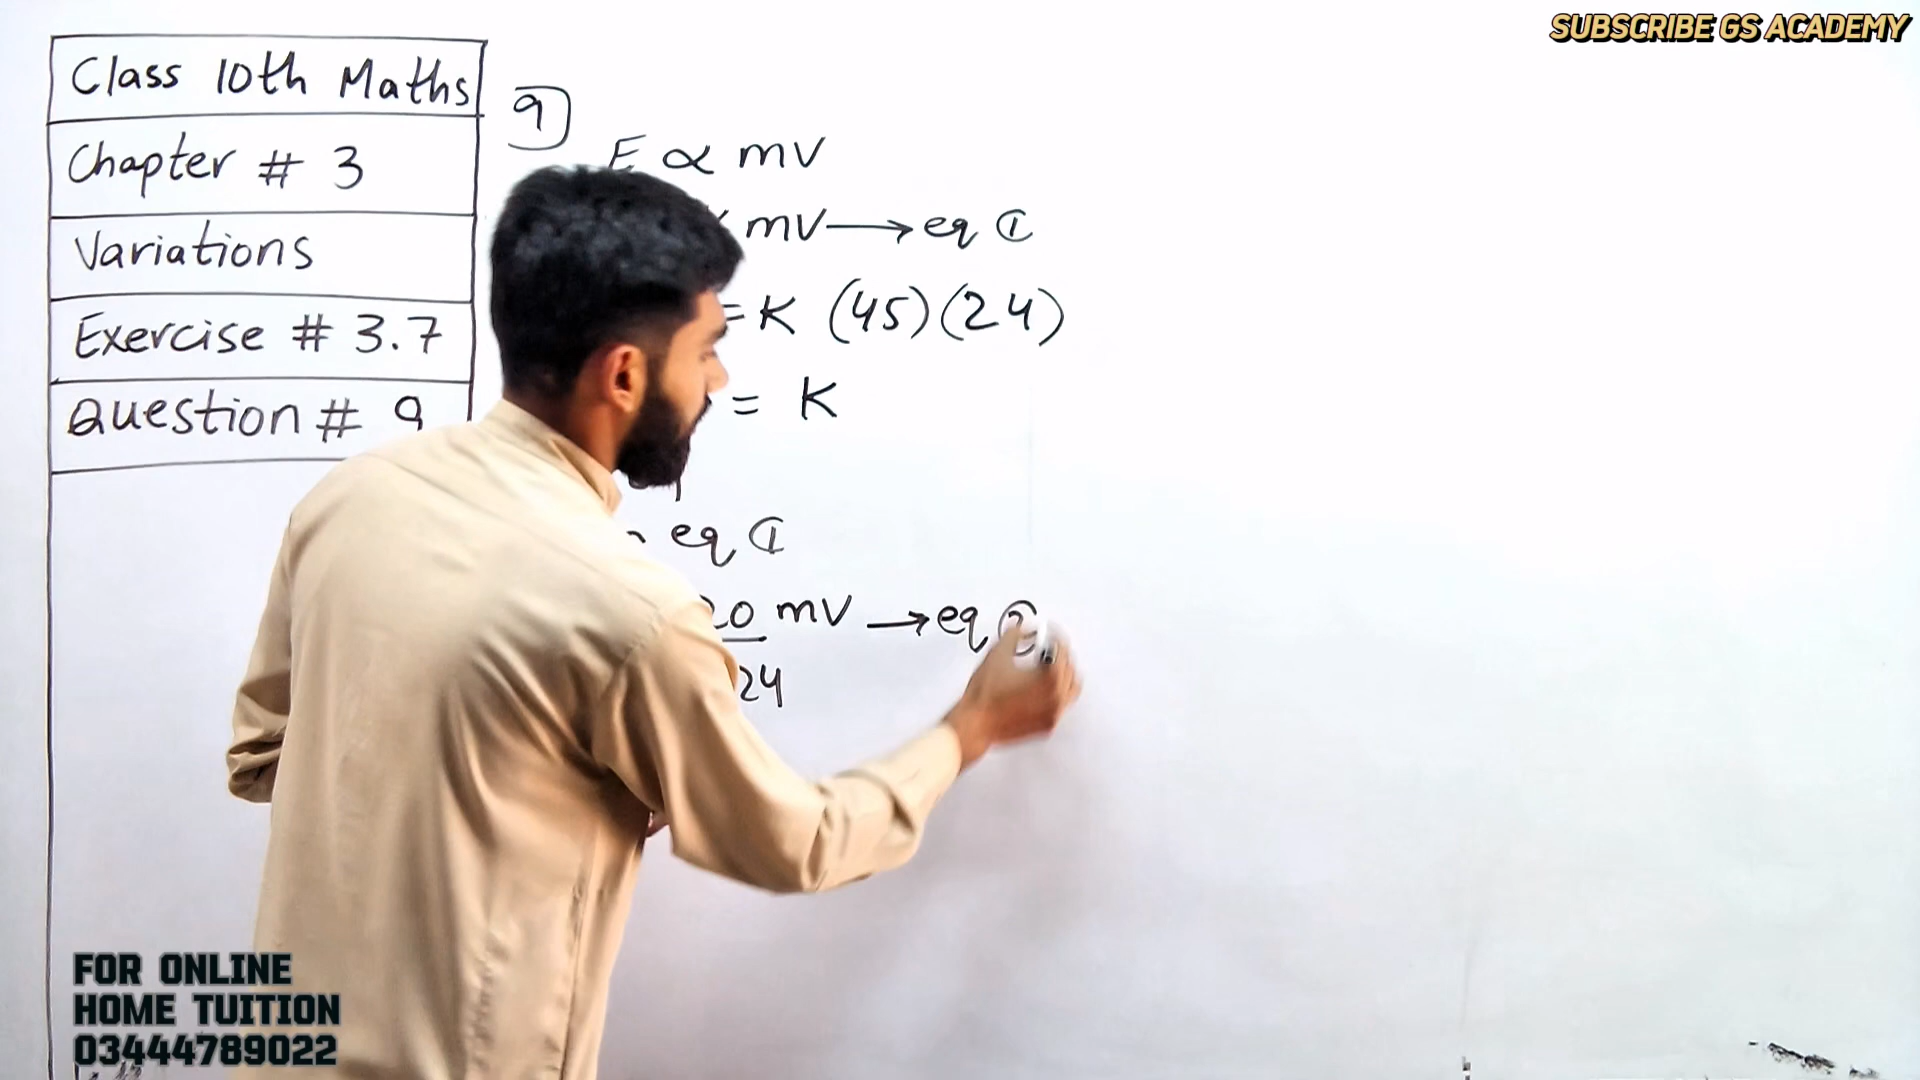 SUBSCRIBE GS ACADEMY
Class 10th Maths
Chapter # 3
Variations
Exercise # 3.7
Question # 9
9
E ∝ mv
mv → eq ①
= K (45)(24)
= K
eq ①
20 mv → eq ②
24
FOR ONLINE
HOME TUITION
03444789022